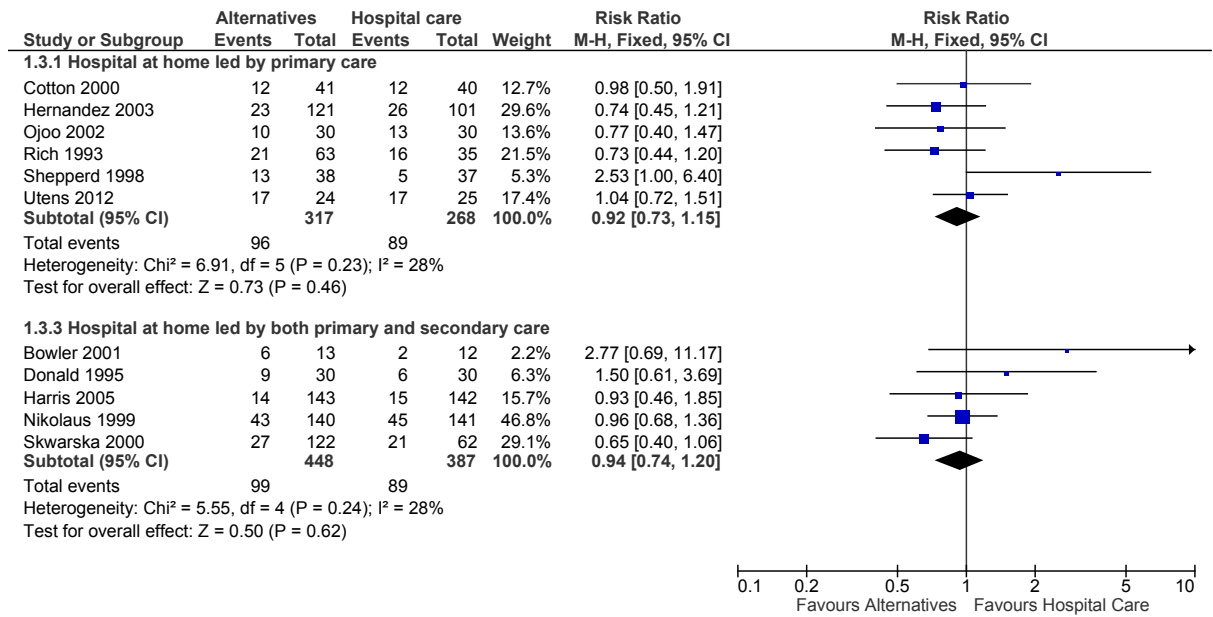 Alternatives Hospital care Risk Ratio Risk Ratio
Study or Subgroup Events Total Events Total Weight M-H, Fixed, 95% CI M-H, Fixed, 95% CI
1.3.1 Hospital at home led by primary care
Cotton 2000 12 41 12 40 12.7% 0.98 [0.50, 1.91]
Hernandez 2003 23 121 26 101 29.6% 0.74 [0.45, 1.21]
Ojoo 2002 10 30 13 30 13.6% 0.77 [0.40, 1.47]
Rich 1993 21 63 16 35 21.5% 0.73 [0.44, 1.20]
Shepperd 1998 13 38 5 37 5.3% 2.53 [1.00, 6.40]
Utens 2012 17 24 17 25 17.4% 1.04 [0.72, 1.51]
Subtotal (95% CI) 317 268 100.0% 0.92 [0.73, 1.15]
Total events 96 89
Heterogeneity: Chi² = 6.91, df = 5 (P = 0.23); I² = 28%
Test for overall effect: Z = 0.73 (P = 0.46)
1.3.3 Hospital at home led by both primary and secondary care
Bowler 2001 6 13 2 12 2.2% 2.77 [0.69, 11.17]
Donald 1995 9 30 6 30 6.3% 1.50 [0.61, 3.69]
Harris 2005 14 143 15 142 15.7% 0.93 [0.46, 1.85]
Nikolaus 1999 43 140 45 141 46.8% 0.96 [0.68, 1.36]
Skwarska 2000 27 122 21 62 29.1% 0.65 [0.40, 1.06]
Subtotal (95% CI) 448 387 100.0% 0.94 [0.74, 1.20]
Total events 99 89
Heterogeneity: Chi² = 5.55, df = 4 (P = 0.24); I² = 28%
Test for overall effect: Z = 0.50 (P = 0.62)
0.1 0.2 0.5 1 2 5 10
Favours Alternatives Favours Hospital Care